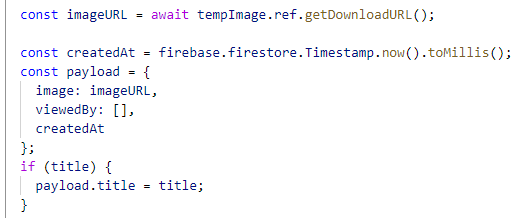 const imageURL = await tempImage.ref.getDownloadURL();
const createdAt = firebase.firestore.Timestamp.now().toMillis();
const payload = {
  image: imageURL,
  viewedBy: [],
  createdAt
};
if (title) {
  payload.title = title;
}